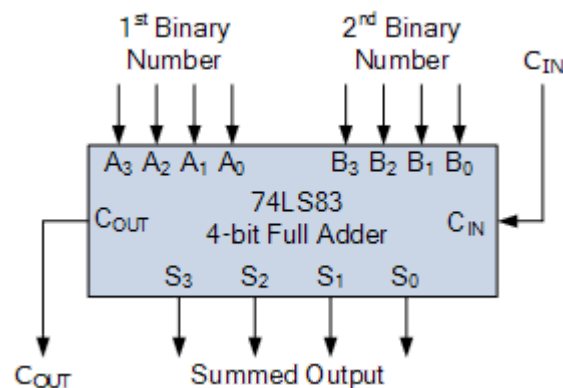 1st Binary Number
2nd Binary Number
CIN
A3 A2 A1 A0
B3 B2 B1 B0
74LS83
COUT
4-bit Full Adder
CIN
S3 S2 S1 S0
COUT
Summed Output